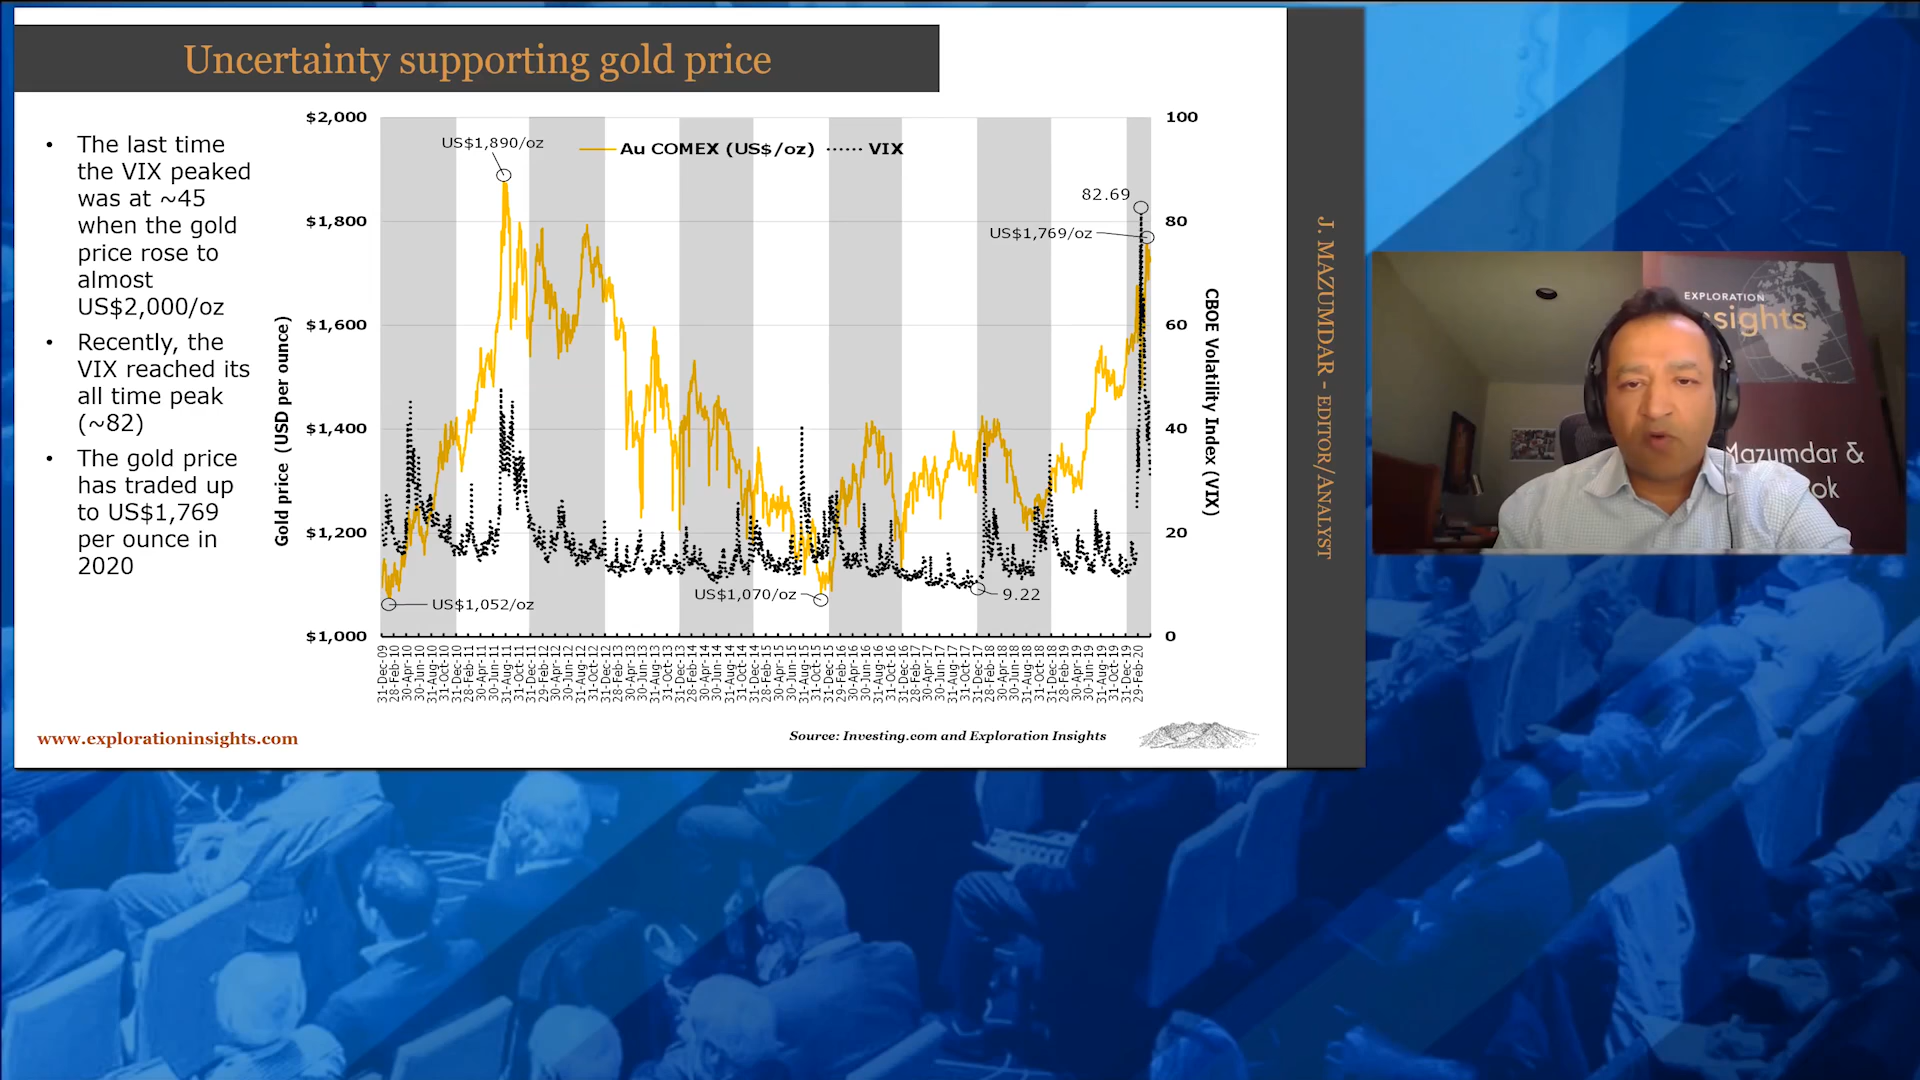 Uncertainty supporting gold price
• The last time
the VIX peaked
was at ~45
when the gold
price rose to
almost
US$2,000/oz
• Recently, the
VIX reached its
all time peak
(~82)
• The gold price
has traded up
to US$1,769
per ounce in
2020
Gold price (USD per ounce)
$2,000
$1,800
$1,600
$1,400
$1,200
$1,000
US$1,890/oz
Au COMEX (US$/oz)
VIX
82.69
US$1,769/oz
US$1,052/oz
US$1,070/oz
9.22
100
80
60
40
20
0
CBOE Volatility Index (VIX)
31-Dec-09
28-Feb-10
30-Apr-10
30-Jun-10
31-Aug-10
31-Oct-10
31-Dec-10
28-Feb-11
30-Apr-11
30-Jun-11
31-Aug-11
31-Oct-11
31-Dec-11
29-Feb-12
30-Apr-12
30-Jun-12
31-Aug-12
31-Oct-12
31-Dec-12
28-Feb-13
30-Apr-13
30-Jun-13
31-Aug-13
31-Oct-13
31-Dec-13
28-Feb-14
30-Apr-14
30-Jun-14
31-Aug-14
31-Oct-14
31-Dec-14
28-Feb-15
30-Apr-15
30-Jun-15
31-Aug-15
31-Oct-15
31-Dec-15
29-Feb-16
30-Apr-16
30-Jun-16
31-Aug-16
31-Oct-16
31-Dec-16
28-Feb-17
30-Apr-17
30-Jun-17
31-Aug-17
31-Oct-17
31-Dec-17
28-Feb-18
30-Apr-18
30-Jun-18
31-Aug-18
31-Oct-18
31-Dec-18
28-Feb-19
30-Apr-19
30-Jun-19
31-Aug-19
31-Oct-19
31-Dec-19
29-Feb-20
www.explorationinsights.com
Source: Investing.com and Exploration Insights
J. MAZUMDAR - EDITOR/ANALYST
EXPLORATION
sights
Mazumdar &
ok